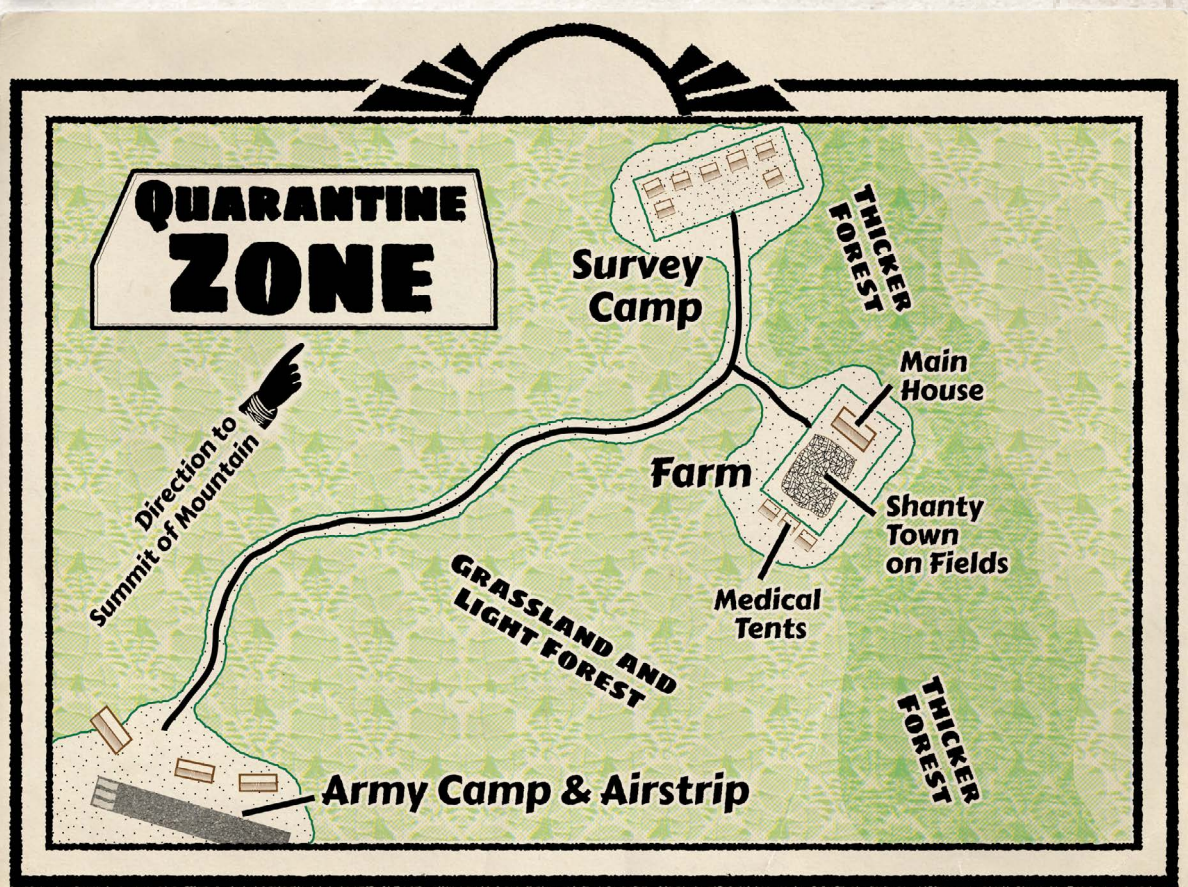 QUARANTINE
ZONE
Survey
Camp
THICKER
FOREST
Main
House
Direction to
Summit of Mountain
Farm
Shanty
Town
on Fields
GRASSLAND AND
LIGHT FOREST
Medical
Tents
THICKER
FOREST
Army Camp & Airstrip